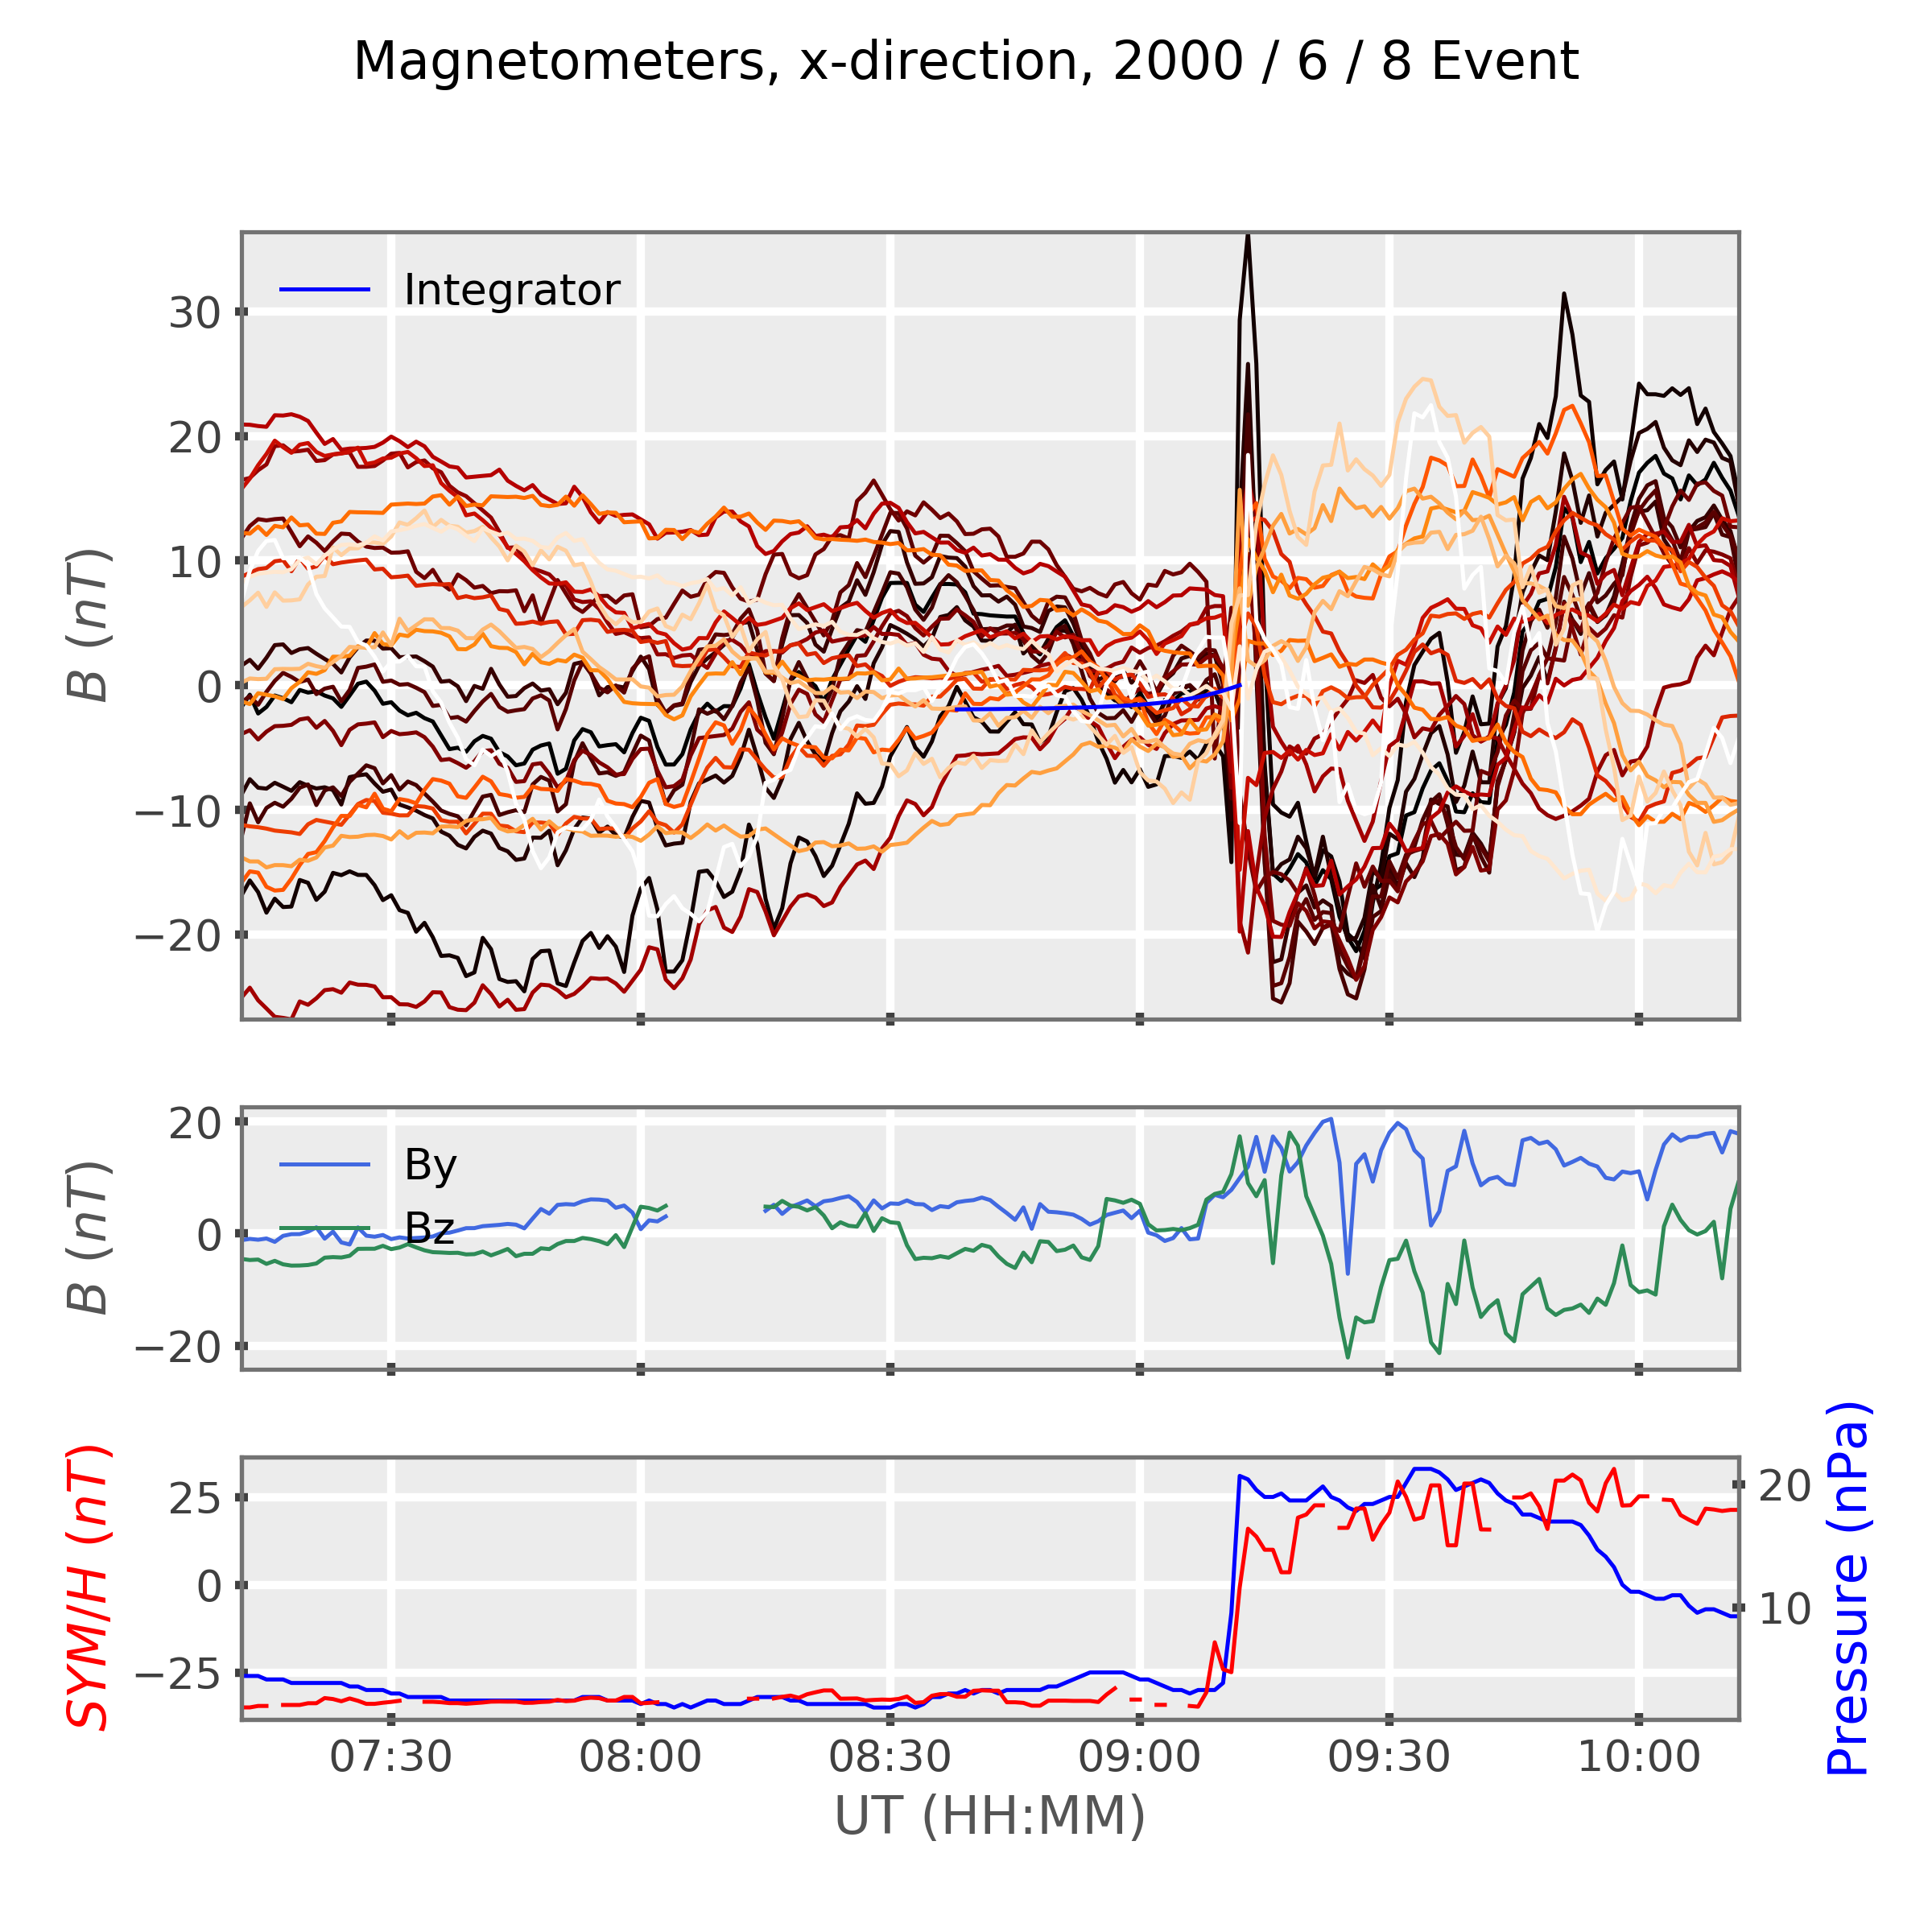 Magnetometers, x-direction, 2000 / 6 / 8 Event
B (nT)
30
20
10
0
−10
−20
Integrator
B (nT)
20
0
−20
By
Bz
SYM/H (nT)
25
0
−25
20
10
Pressure (nPa)
07:30 08:00 08:30 09:00 09:30 10:00
UT (HH:MM)